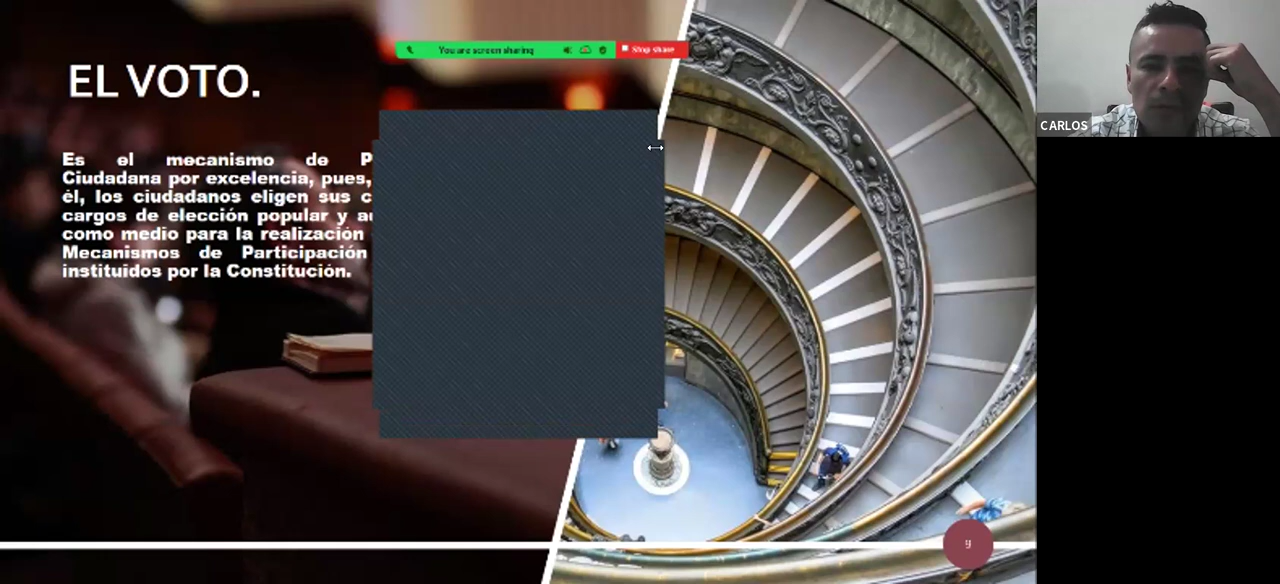 You are screen sharing
Stop share
EL VOTO.
Es el mecanismo de P
Ciudadana por excelencia, pues,
él, los ciudadanos eligen sus c
cargos de elección popular y
como medio para la realización
Mecanismos de Participación
instituidos por la Constitución.
CARLOS
9